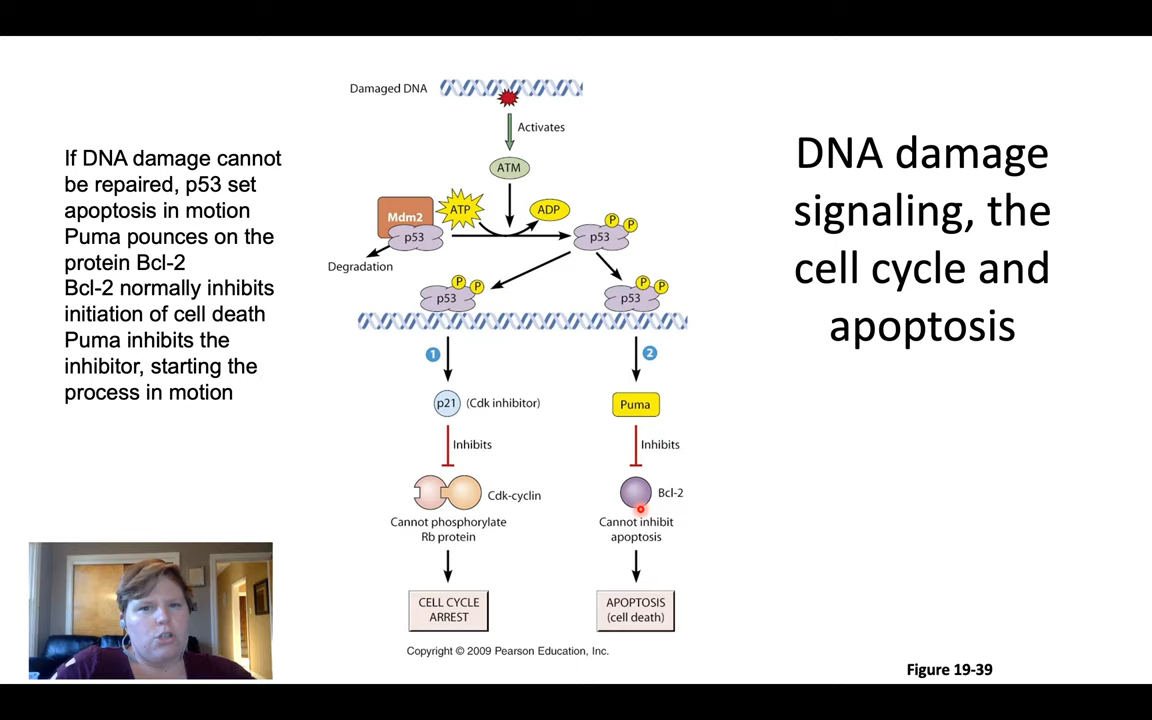 If DNA damage cannot
be repaired, p53 set
apoptosis in motion
Puma pounces on the
protein Bcl-2
Bcl-2 normally inhibits
initiation of cell death
Puma inhibits the
inhibitor, starting the
process in motion
Damaged DNA
Activates
ATM
Mdm2
p53
ATP
ADP
P
P
p53
Degradation
P
P
p53
P
P
p53
1
2
p21
(Cdk inhibitor)
Puma
Inhibits
Inhibits
Cdk-cyclin
Bcl-2
Cannot phosphorylate
Rb protein
Cannot inhibit
apoptosis
CELL CYCLE
ARREST
APOPTOSIS
(cell death)
Copyright © 2009 Pearson Education, Inc.
DNA damage
signaling, the
cell cycle and
apoptosis
Figure 19-39